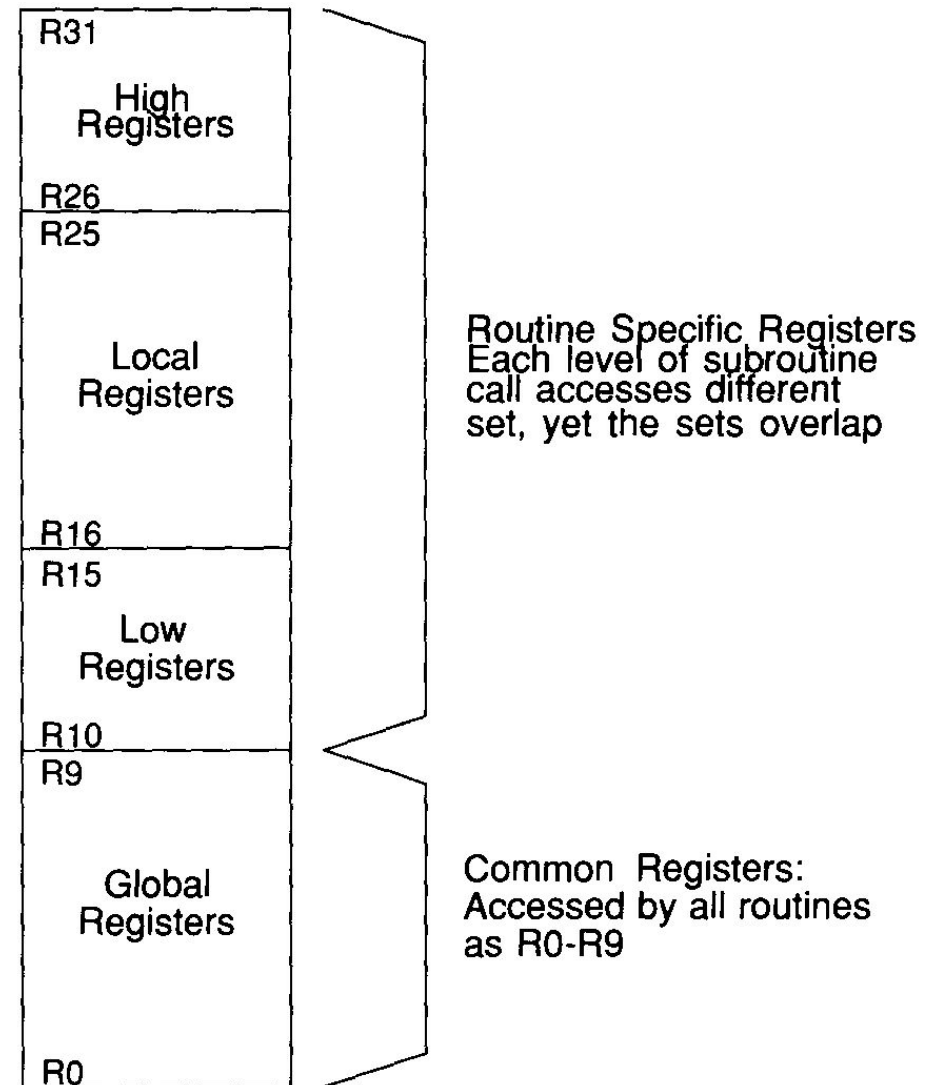 R31
High
Registers
R26
R25
Local
Registers
R16
R15
Low
Registers
R10
R9
Global
Registers
R0
Routine Specific Registers
Each level of subroutine
call accesses different
set, yet the sets overlap
Common Registers:
Accessed by all routines
as R0-R9